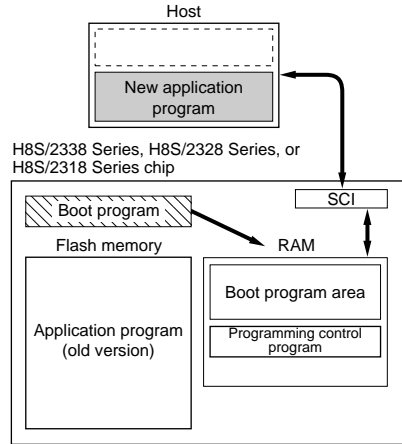 Host
New application
program
H8S/2338 Series, H8S/2328 Series, or
H8S/2318 Series chip
SCI
Boot program
Flash memory
RAM
Boot program area
Application program
(old version)
Programming control
program